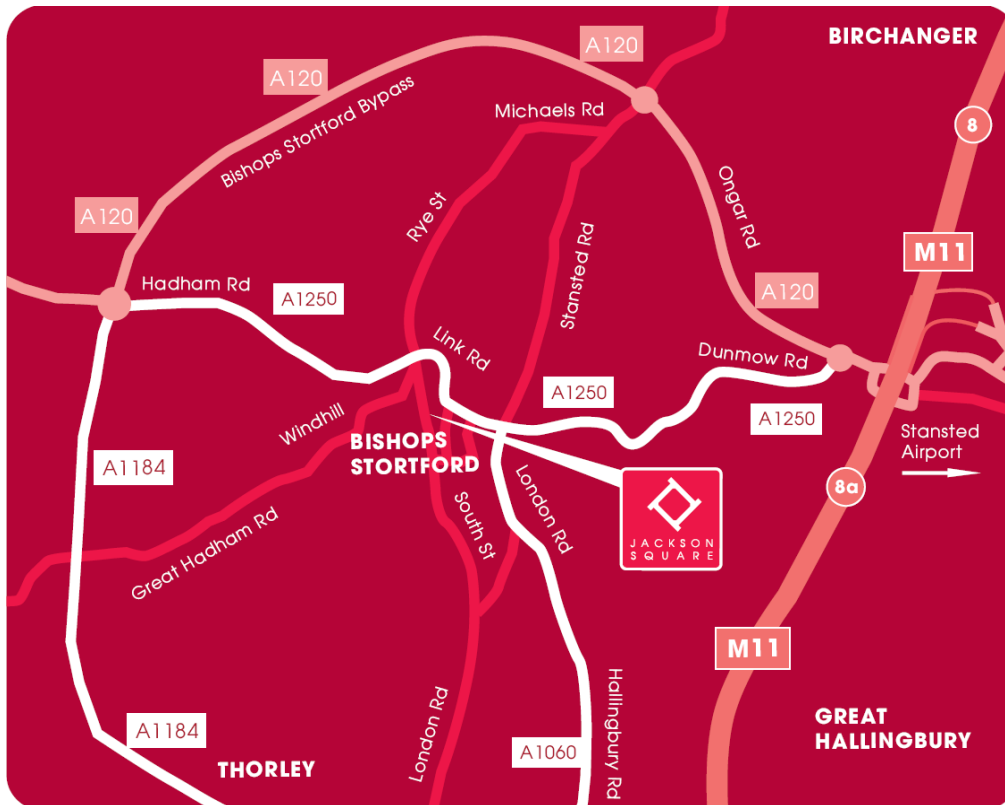 BIRCHANGER
A120
A120
Michaels Rd
Bishops Stortford Bypass
8
Ongar Rd
Rye St
A120
Stansted Rd
M11
Hadham Rd
A1250
A120
Link Rd
Dunmow Rd
A1250
A1250
Windhill
BISHOPS
STORTFORD
Stansted
Airport
A1184
London Rd
8a
South St
JACKSON
SQUARE
Great Hadham Rd
M11
London Rd
Hallingbury Rd
A1184
A1060
THORLEY
GREAT
HALLINGBURY